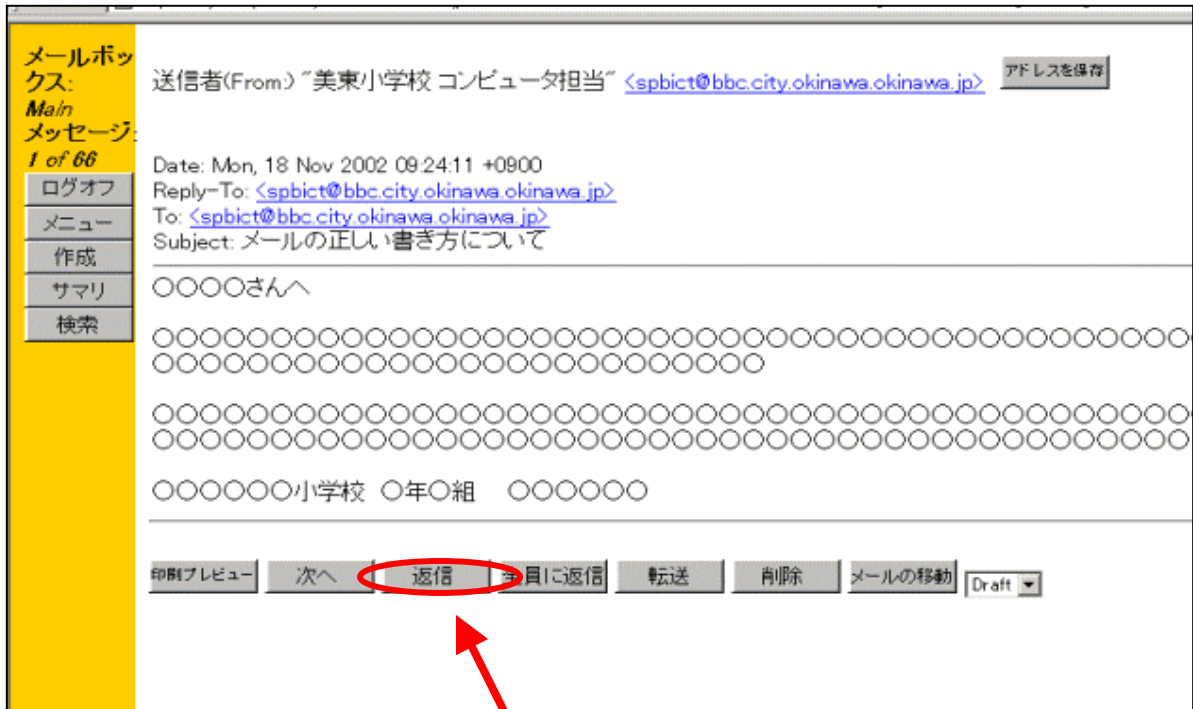 メールボックス:
Main
メッセージ:
1 of 66
ログオフ
メニュー
作成
サマリ
検索
送信者(From:) "美東小学校 コンピュータ担当" <spbict@bbc.city.okinawa.okinawa.jp> アドレスを保存
Date: Mon, 18 Nov 2002 09:24:11 +0900
Reply-To: <spbict@bbc.city.okinawa.okinawa.jp>
To: <spbict@bbc.city.okinawa.okinawa.jp>
Subject: メールの正しい書き方について
○○○○さんへ
○○○○○○○○○○○○○○○○○○○○○○○○○○○○○○○○○○○○○○○○○○○
○○○○○○○○○○○○○○○○○○○○○○○○○
○○○○○○○○○○○○○○○○○○○○○○○○○○○○○○○○○○○○○○○○○○○
○○○○○○○○○○○○○○○○○○○○○○○○○○○○○○○○○○○○○○○○○○○
○○○○○○小学校 ○年○組 ○○○○○○
印刷プレビュー 次へ 返信 全員に返信 転送 削除 メールの移動 Draft